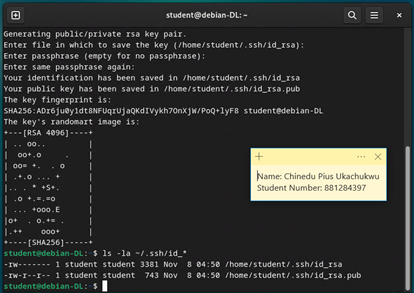 student@debian-DL: ~
Generating public/private rsa key pair.
Enter file in which to save the key (/home/student/.ssh/id_rsa):
Enter passphrase (empty for no passphrase):
Enter same passphrase again:
Your identification has been saved in /home/student/.ssh/id_rsa
Your public key has been saved in /home/student/.ssh/id_rsa.pub
The key fingerprint is:
SHA256:ADr6ju0y1dt8NFUqrUjaQKdIVykh7OnXjW/PoQ+lyF8 student@debian-DL
The key's randomart image is:
+---[RSA 4096]----+
| .. oo.. |
| oo+.o . |
| oo= +. . o |
| .+.o ... + |
|.. . * +S+. |
| .o +.=.=o |
| ... +ooo.E |
|o+ . o.+= . |
|.++ ooo+ |
+----[SHA256]-----+
student@debian-DL:~$ ls -la ~/.ssh/id_*
-rw------- 1 student student 3381 Nov 8 04:50 /home/student/.ssh/id_rsa
-rw-r--r-- 1 student student 743 Nov 8 04:50 /home/student/.ssh/id_rsa.pub
student@debian-DL:~$
Name: Chinedu Pius Ukachukwu
Student Number: 881284397